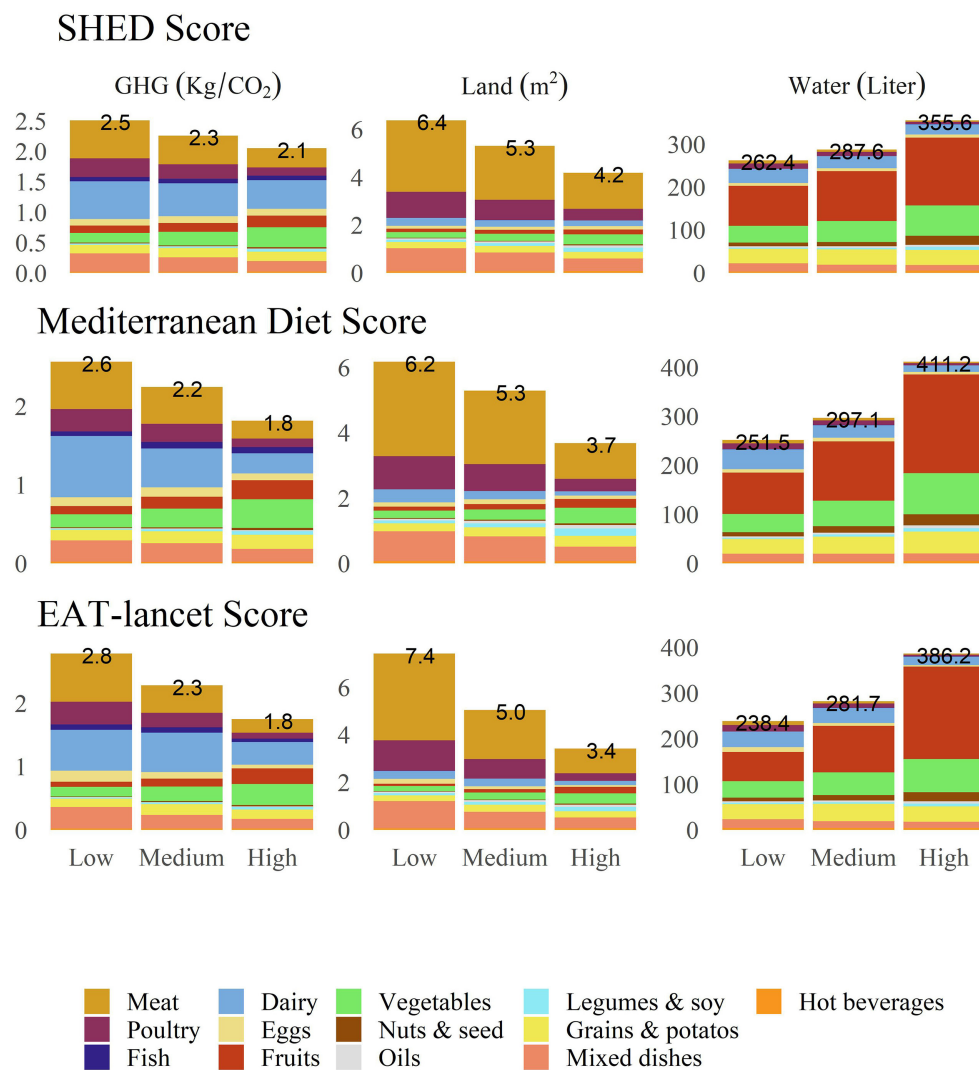 SHED Score
GHG (Kg/CO₂) Land (m²) Water (Liter)
2.5 2.0 1.5 1.0 0.5 0.0
2.5 2.3 2.1
6 4 2 0
6.4 5.3 4.2
300 200 100 0
262.4 287.6 355.6
Mediterranean Diet Score
2 1 0
2.6 2.2 1.8
6 4 2 0
6.2 5.3 3.7
400 300 200 100 0
251.5 297.1 411.2
EAT-lancet Score
2 1 0
2.8 2.3 1.8
6 4 2 0
7.4 5.0 3.4
400 300 200 100 0
238.4 281.7 386.2
Low Medium High Low Medium High Low Medium High
Meat Dairy Vegetables Legumes & soy Hot beverages
Poultry Eggs Nuts & seed Grains & potatos
Fish Fruits Oils Mixed dishes